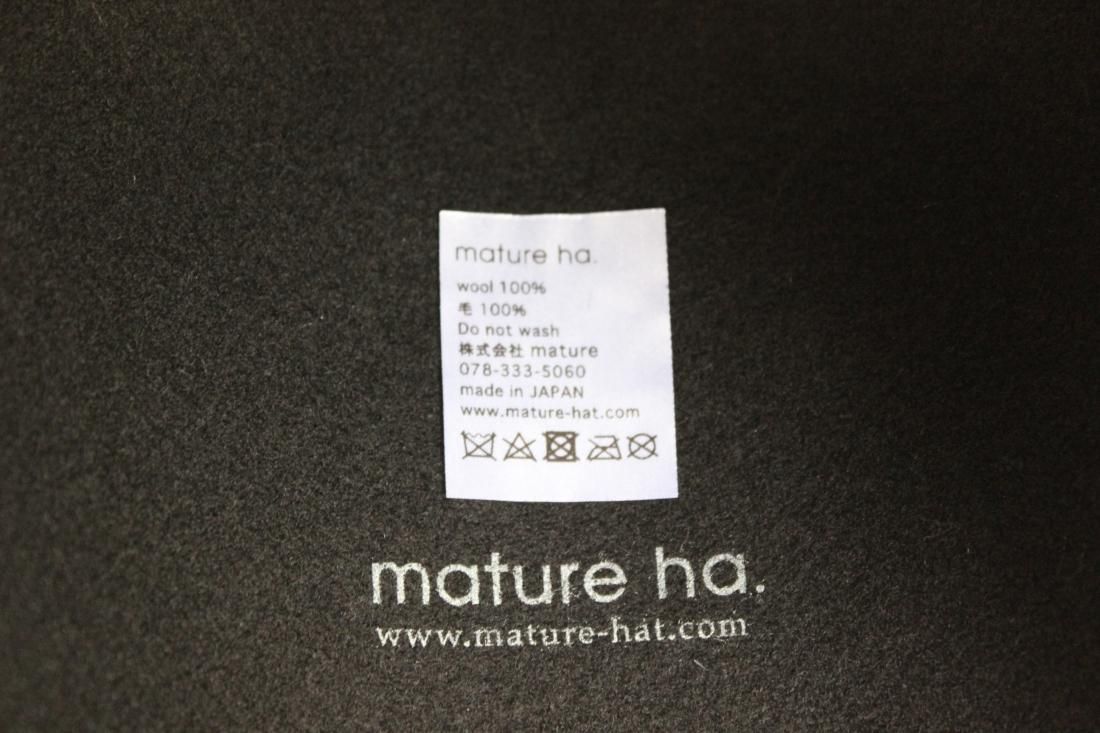 mature ha.
wool 100%
毛 100%
Do not wash
株式会社 mature
078-333-5060
made in JAPAN
www.mature-hat.com
mature ha.
www.mature-hat.com